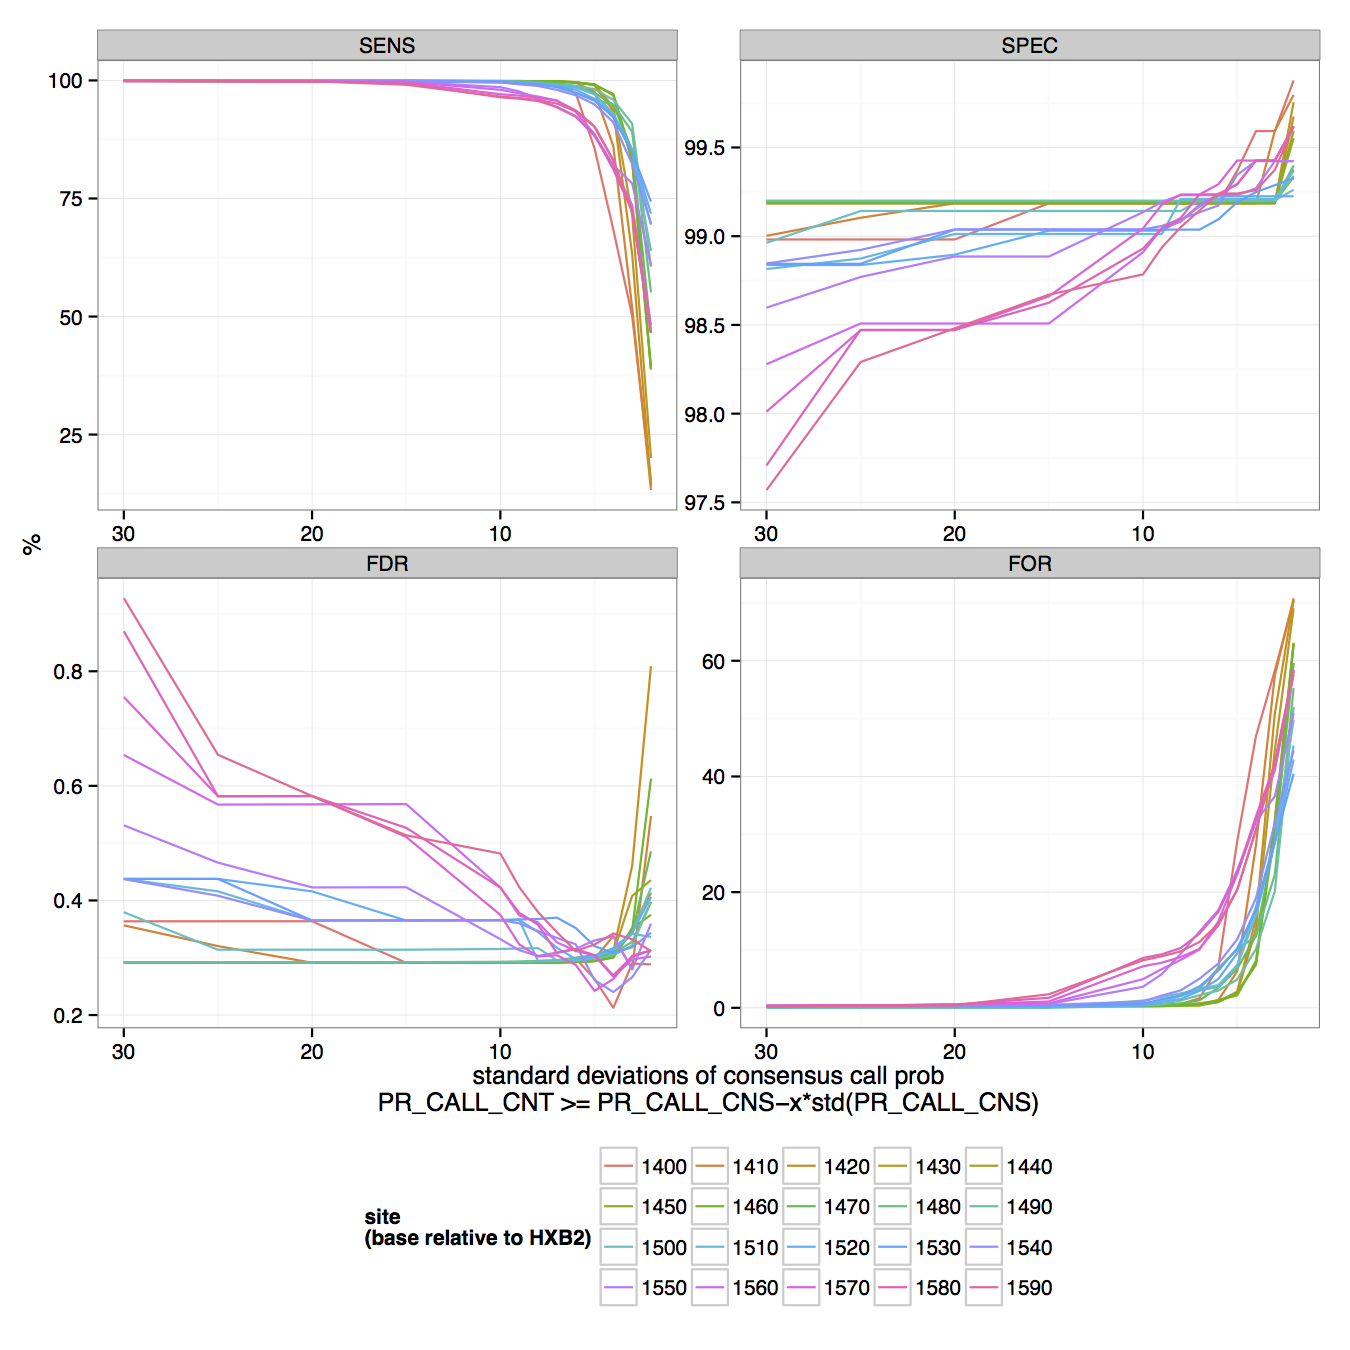 SENS
SPEC
100
75
50
25
99.5
99.0
98.5
98.0
97.5
30 20 10
30 20 10
%
FDR
FOR
0.8
0.6
0.4
0.2
60
40
20
0
30 20 10
30 20 10
standard deviations of consensus call prob
PR_CALL_CNT >= PR_CALL_CNS−x*std(PR_CALL_CNS)
site
(base relative to HXB2)
1400 1410 1420 1430 1440
1450 1460 1470 1480 1490
1500 1510 1520 1530 1540
1550 1560 1570 1580 1590